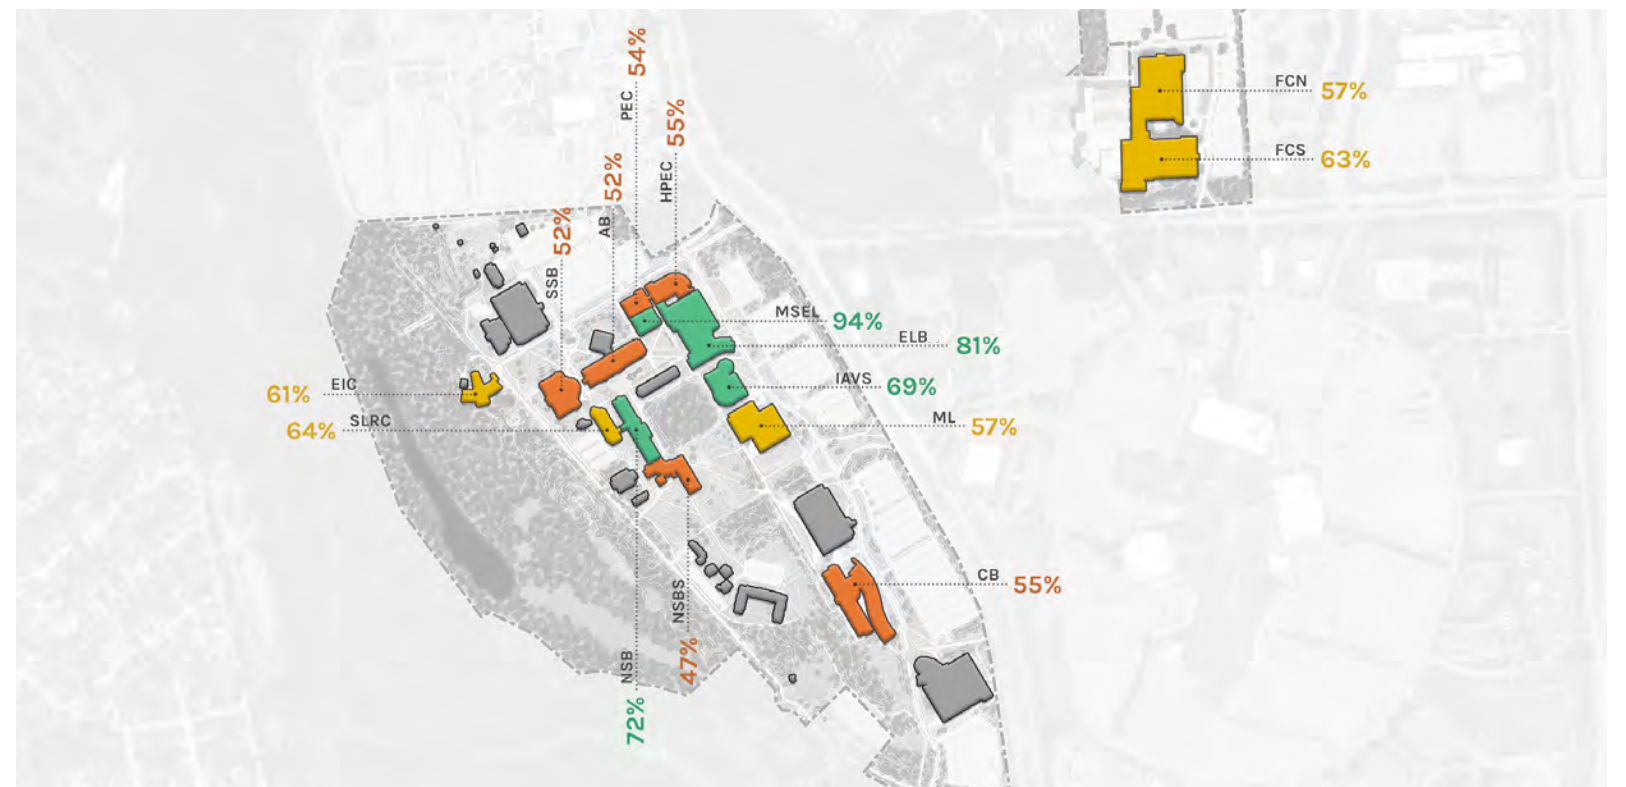 PEC 54%
HPEC 55%
AB 52%
SSB 52%
FCN 57%
FCS 63%
MSEL 94%
ELB 81%
IAVS 69%
ML 57%
61% EIC
64% SLRC
CB 55%
NSBS 47%
NSB 72%